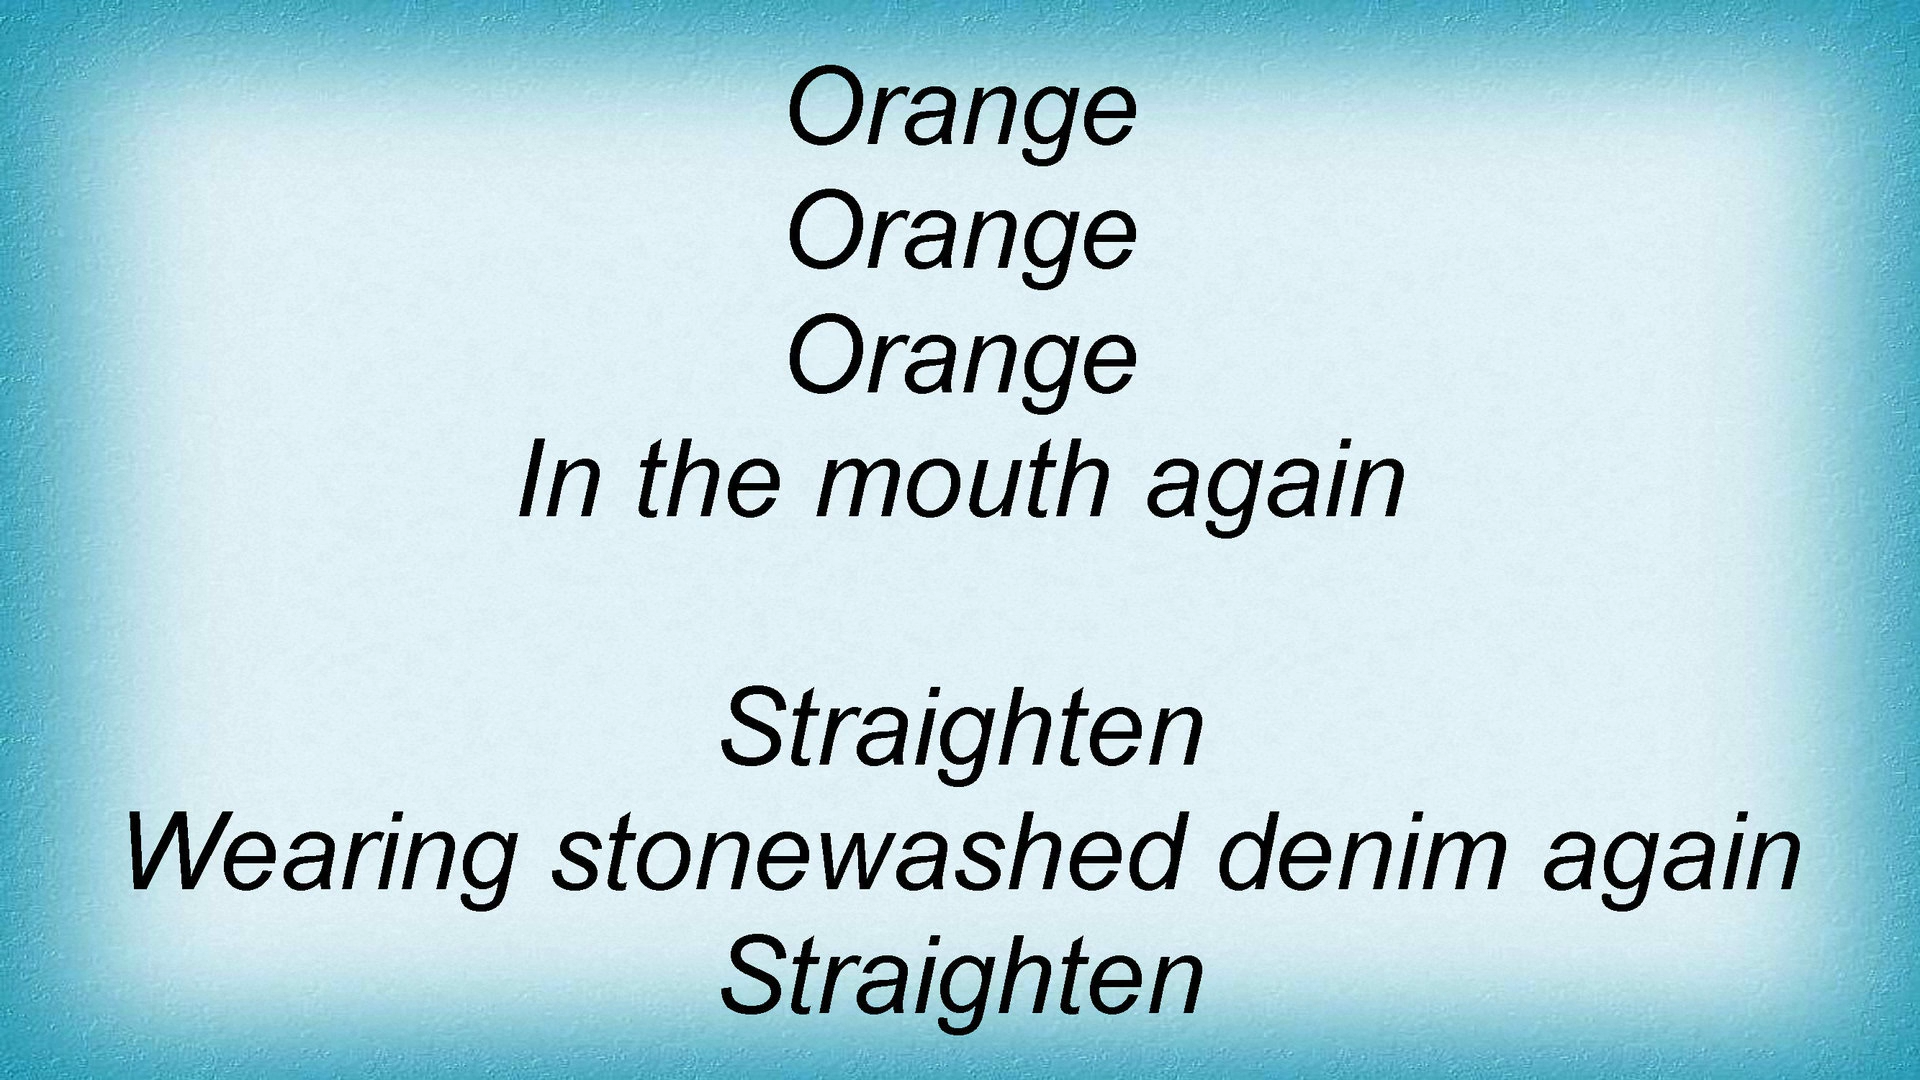 Orange
Orange
Orange
In the mouth again
Straighten
Wearing stonewashed denim again
Straighten